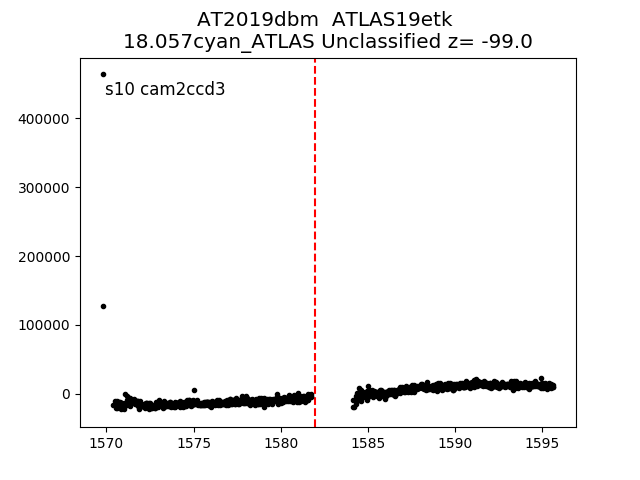 AT2019dbm  ATLAS19etk
18.057cyan_ATLAS Unclassified z= -99.0
s10 cam2ccd3
400000
300000
200000
100000
0
1570 1575 1580 1585 1590 1595